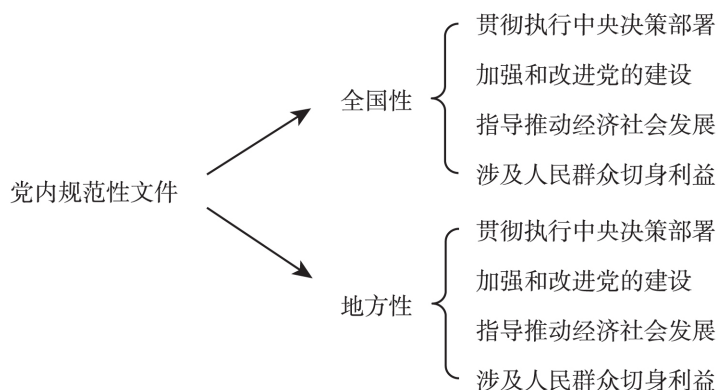 党内规范性文件
全国性
贯彻执行中央决策部署
加强和改进党的建设
指导推动经济社会发展
涉及人民群众切身利益
地方性
贯彻执行中央决策部署
加强和改进党的建设
指导推动经济社会发展
涉及人民群众切身利益